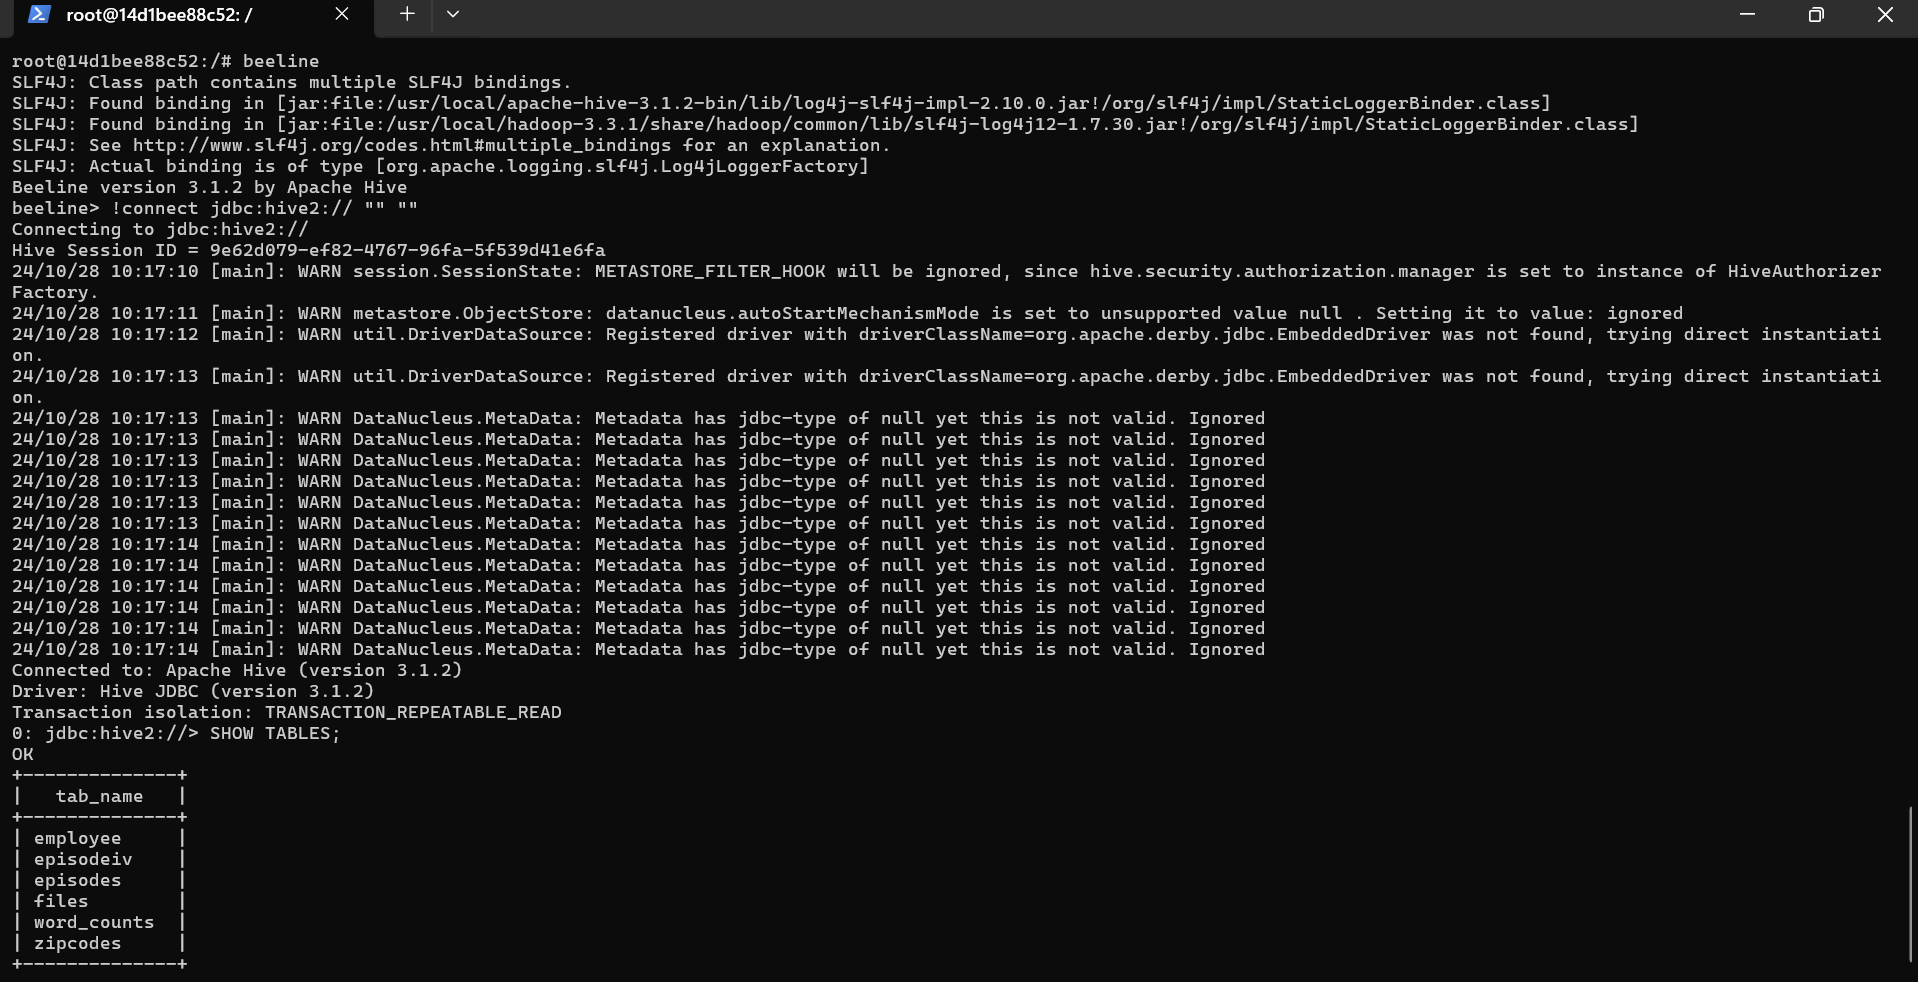 root@14d1bee88c52: /
root@14d1bee88c52:/# beeline
SLF4J: Class path contains multiple SLF4J bindings.
SLF4J: Found binding in [jar:file:/usr/local/apache-hive-3.1.2-bin/lib/log4j-slf4j-impl-2.10.0.jar!/org/slf4j/impl/StaticLoggerBinder.class]
SLF4J: Found binding in [jar:file:/usr/local/hadoop-3.3.1/share/hadoop/common/lib/slf4j-log4j12-1.7.30.jar!/org/slf4j/impl/StaticLoggerBinder.class]
SLF4J: See http://www.slf4j.org/codes.html#multiple_bindings for an explanation.
SLF4J: Actual binding is of type [org.apache.logging.slf4j.Log4jLoggerFactory]
Beeline version 3.1.2 by Apache Hive
beeline> !connect jdbc:hive2:// "" ""
Connecting to jdbc:hive2://
Hive Session ID = 9e62d079-ef82-4767-96fa-5f539d41e6fa
24/10/28 10:17:10 [main]: WARN session.SessionState: METASTORE_FILTER_HOOK will be ignored, since hive.security.authorization.manager is set to instance of HiveAuthorizer
Factory.
24/10/28 10:17:11 [main]: WARN metastore.ObjectStore: datanucleus.autoStartMechanismMode is set to unsupported value null . Setting it to value: ignored
24/10/28 10:17:12 [main]: WARN util.DriverDataSource: Registered driver with driverClassName=org.apache.derby.jdbc.EmbeddedDriver was not found, trying direct instantiati
on.
24/10/28 10:17:13 [main]: WARN util.DriverDataSource: Registered driver with driverClassName=org.apache.derby.jdbc.EmbeddedDriver was not found, trying direct instantiati
on.
24/10/28 10:17:13 [main]: WARN DataNucleus.MetaData: Metadata has jdbc-type of null yet this is not valid. Ignored
24/10/28 10:17:13 [main]: WARN DataNucleus.MetaData: Metadata has jdbc-type of null yet this is not valid. Ignored
24/10/28 10:17:13 [main]: WARN DataNucleus.MetaData: Metadata has jdbc-type of null yet this is not valid. Ignored
24/10/28 10:17:13 [main]: WARN DataNucleus.MetaData: Metadata has jdbc-type of null yet this is not valid. Ignored
24/10/28 10:17:13 [main]: WARN DataNucleus.MetaData: Metadata has jdbc-type of null yet this is not valid. Ignored
24/10/28 10:17:13 [main]: WARN DataNucleus.MetaData: Metadata has jdbc-type of null yet this is not valid. Ignored
24/10/28 10:17:14 [main]: WARN DataNucleus.MetaData: Metadata has jdbc-type of null yet this is not valid. Ignored
24/10/28 10:17:14 [main]: WARN DataNucleus.MetaData: Metadata has jdbc-type of null yet this is not valid. Ignored
24/10/28 10:17:14 [main]: WARN DataNucleus.MetaData: Metadata has jdbc-type of null yet this is not valid. Ignored
24/10/28 10:17:14 [main]: WARN DataNucleus.MetaData: Metadata has jdbc-type of null yet this is not valid. Ignored
24/10/28 10:17:14 [main]: WARN DataNucleus.MetaData: Metadata has jdbc-type of null yet this is not valid. Ignored
24/10/28 10:17:14 [main]: WARN DataNucleus.MetaData: Metadata has jdbc-type of null yet this is not valid. Ignored
Connected to: Apache Hive (version 3.1.2)
Driver: Hive JDBC (version 3.1.2)
Transaction isolation: TRANSACTION_REPEATABLE_READ
0: jdbc:hive2://> SHOW TABLES;
OK
+--------------+
|   tab_name   |
+--------------+
| employee     |
| episodeiv    |
| episodes     |
| files        |
| word_counts  |
| zipcodes     |
+--------------+